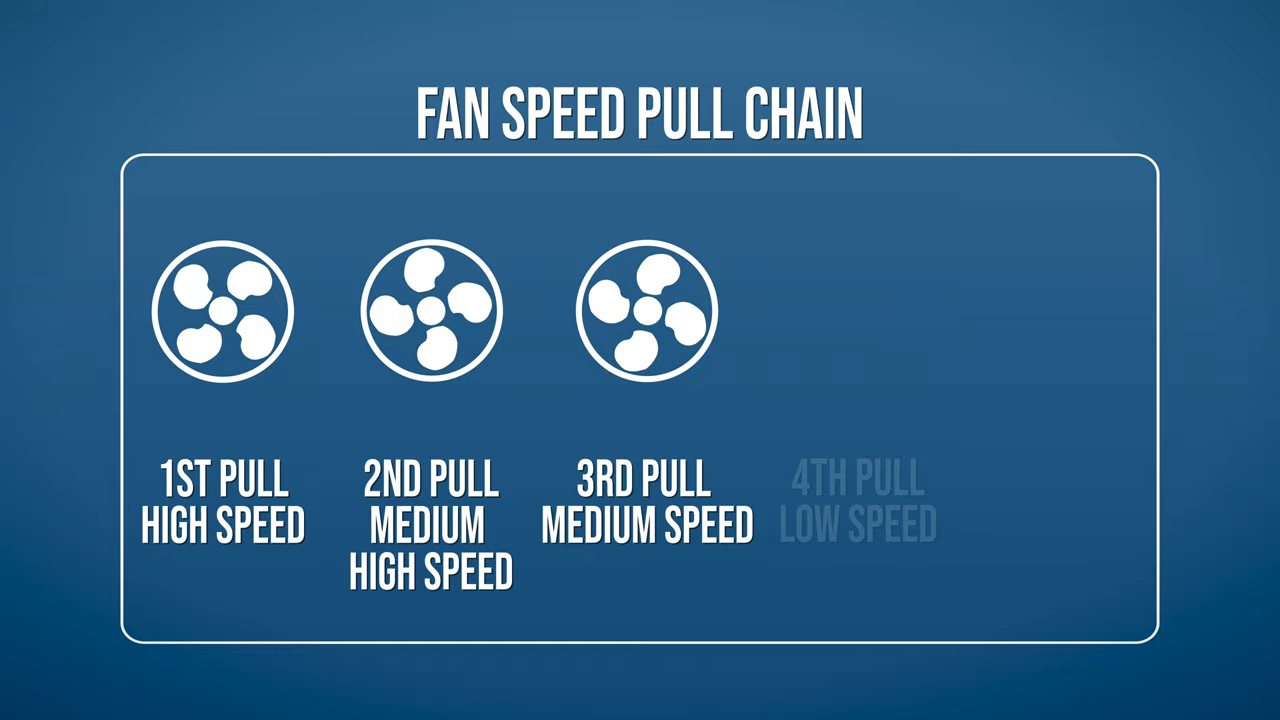 FAN SPEED PULL CHAIN
1ST PULL
HIGH SPEED
2ND PULL
MEDIUM
HIGH SPEED
3RD PULL
MEDIUM SPEED
4TH PULL
LOW SPEED